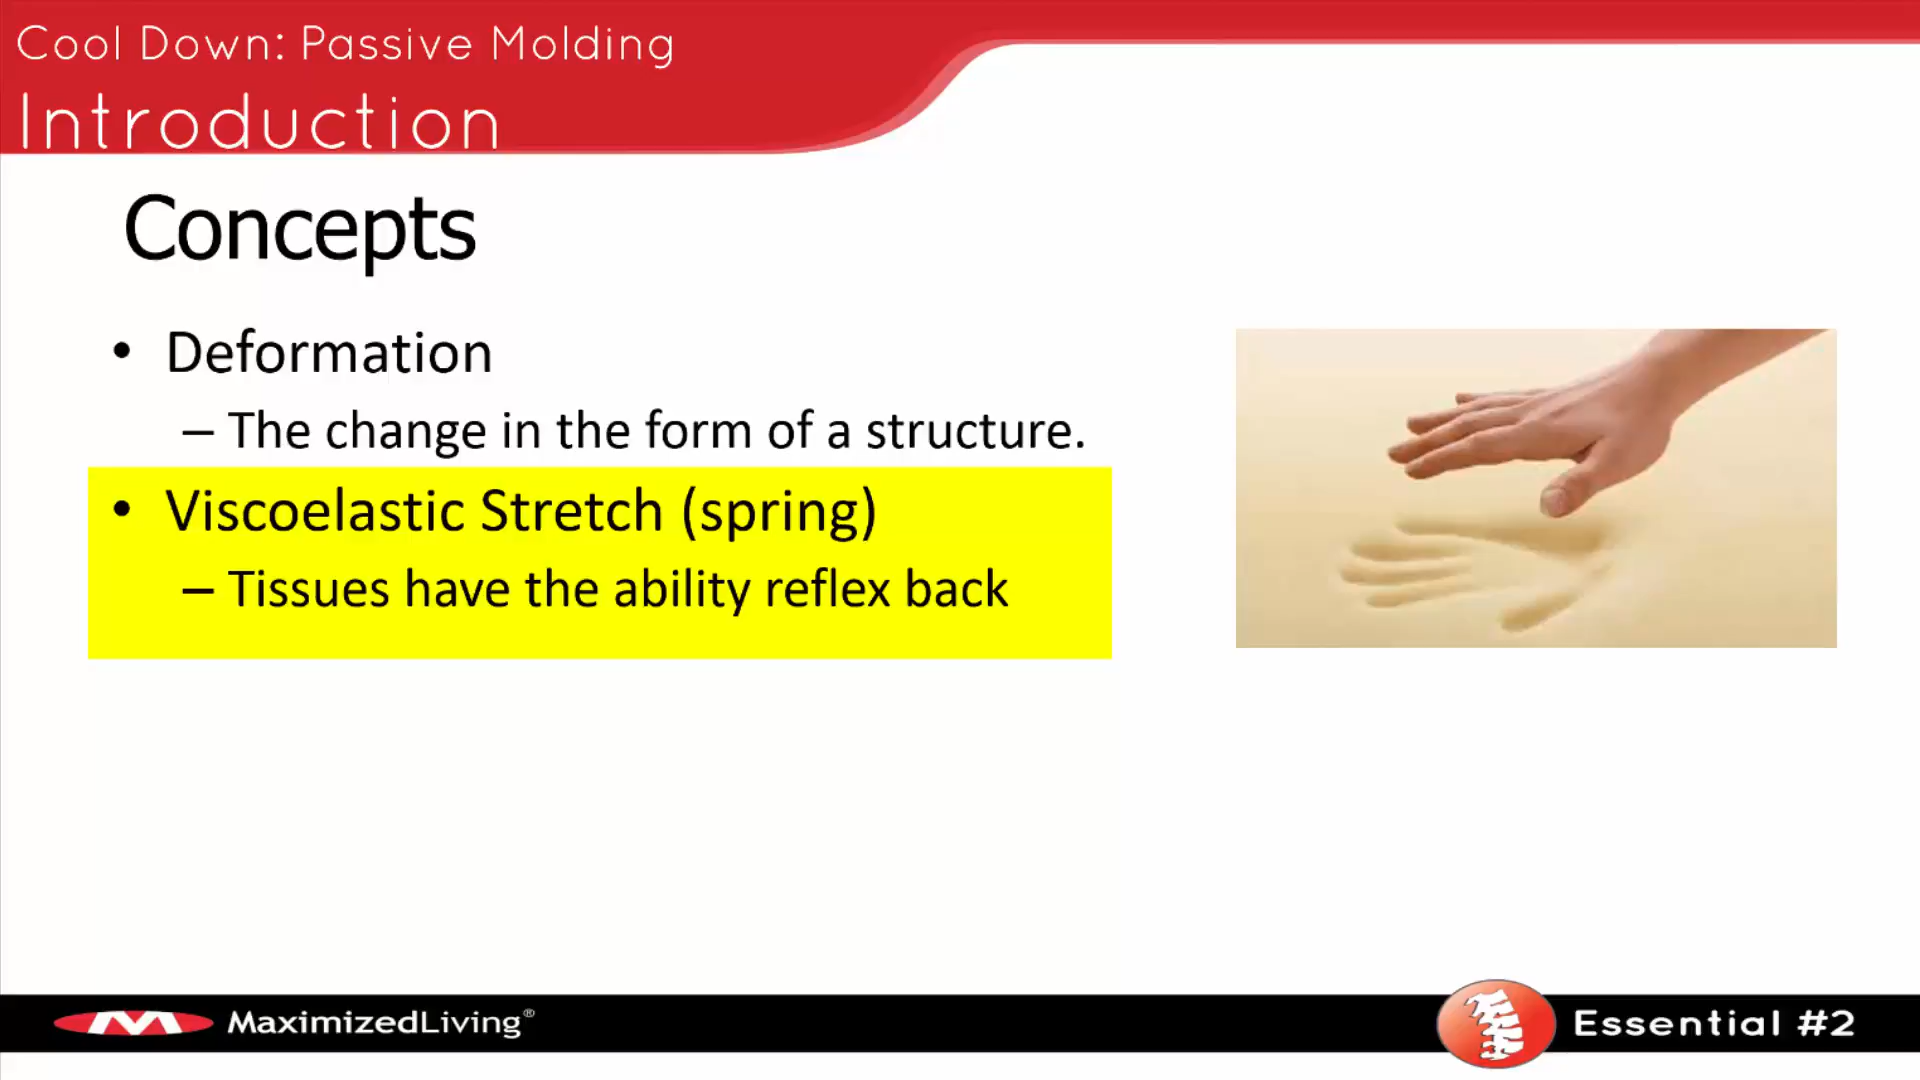 Cool Down: Passive Molding
Introduction
Concepts
• Deformation
– The change in the form of a structure.
• Viscoelastic Stretch (spring)
– Tissues have the ability reflex back
MaximizedLiving®
Essential #2